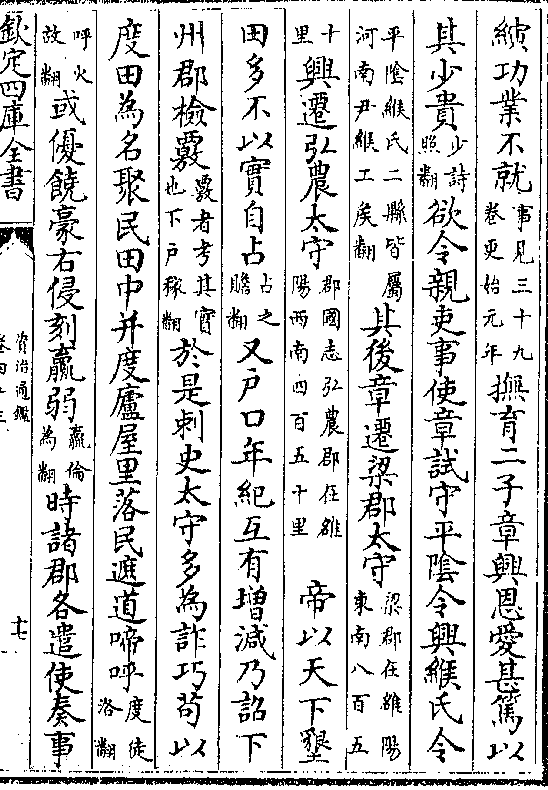 績功業不就事見三十九卷更始元年撫育二子章興恩愛甚篤以
其少貴少詩照翻欲令親吏事使章試守平陰令興緱氏令
平陰緱氏二縣皆屬河南尹緱工矦翻其後章遷梁郡太守梁郡在雒陽東南八百五
十里興遷弘農太守郡國志弘農郡在雒陽西南四百五十里帝以天下墾
田多不以實自占占之贍翻又戶口年紀互有增減乃詔下
州郡檢覈覈者考其實也下戶稼翻於是刺史太守多為詐巧苟以
度田為名聚民田中并度廬屋里落民遮道啼呼度徒洛翻
呼火故翻或優饒豪右侵刻羸弱羸倫為翻時諸郡各遣使奏事
欽定四庫全書
資治通鑑
卷四十三
十七